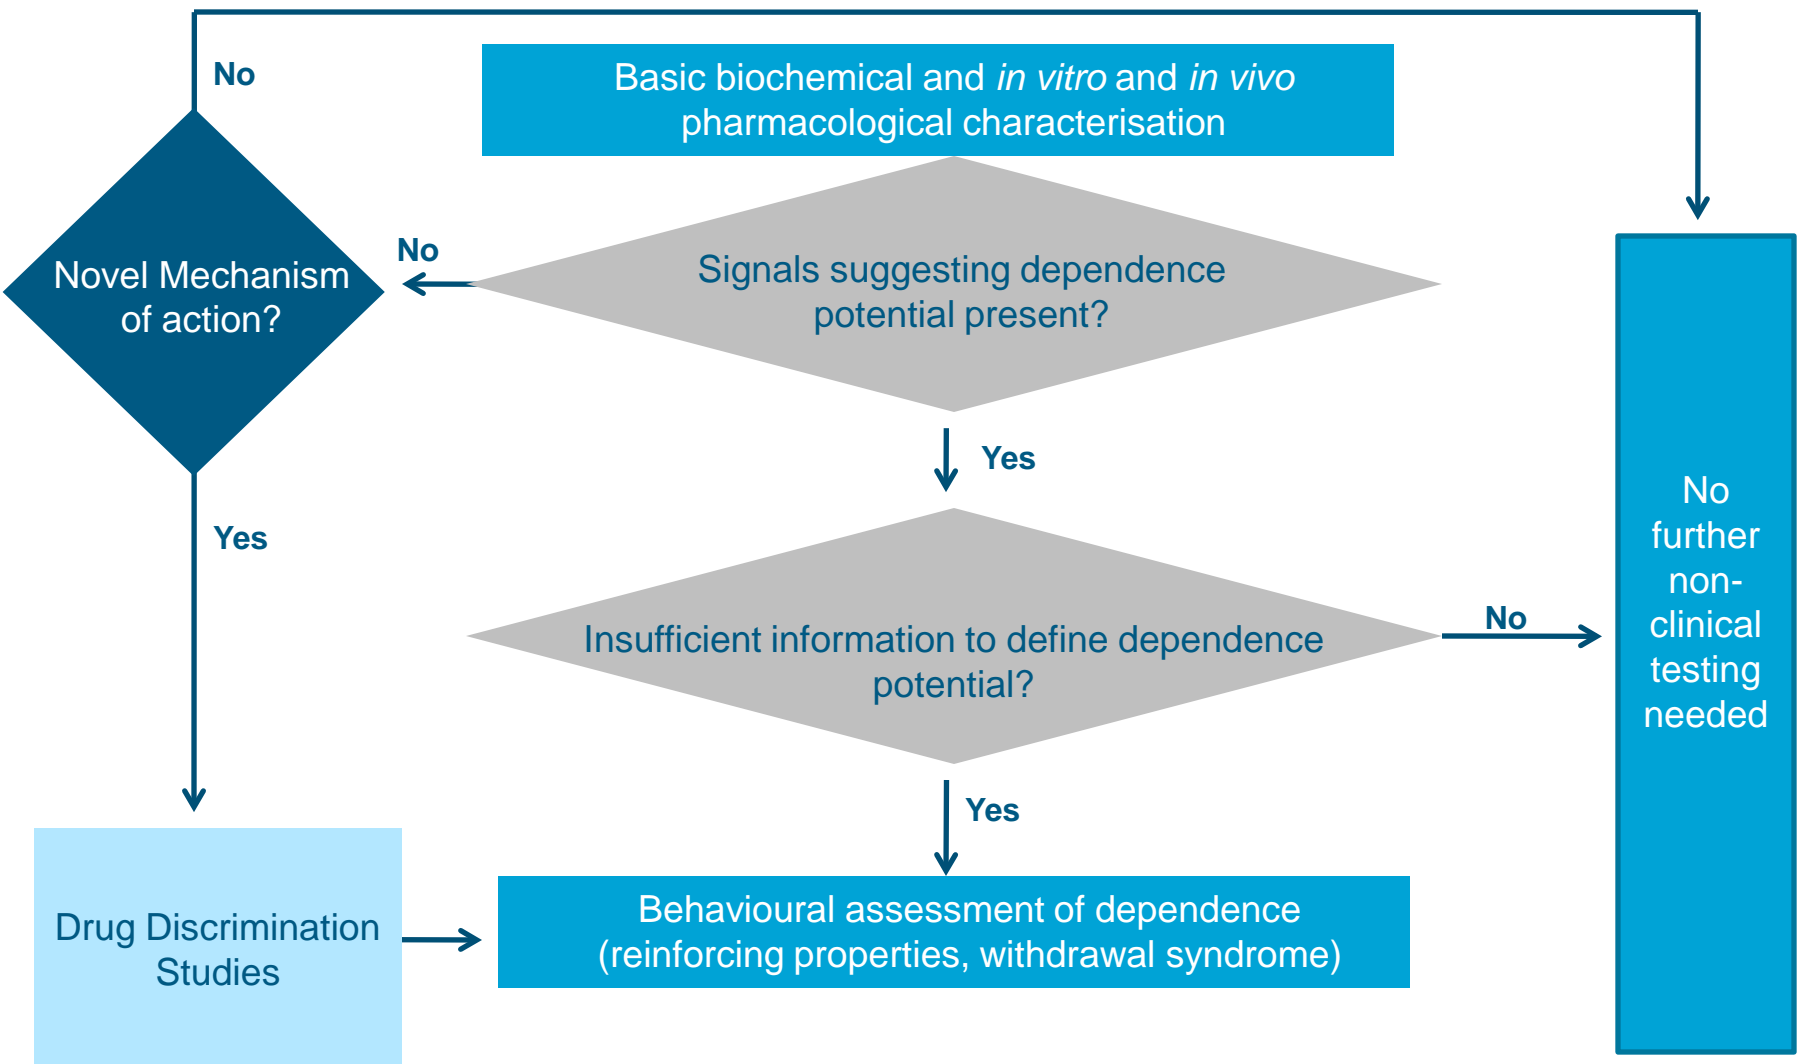 No
Basic biochemical and in vitro and in vivo
pharmacological characterisation
Novel Mechanism
of action?
No
Signals suggesting dependence
potential present?
Yes
Yes
Insufficient information to define dependence
potential?
No
No
further
non-
clinical
testing
needed
Yes
Drug Discrimination
Studies
Behavioural assessment of dependence
(reinforcing properties, withdrawal syndrome)